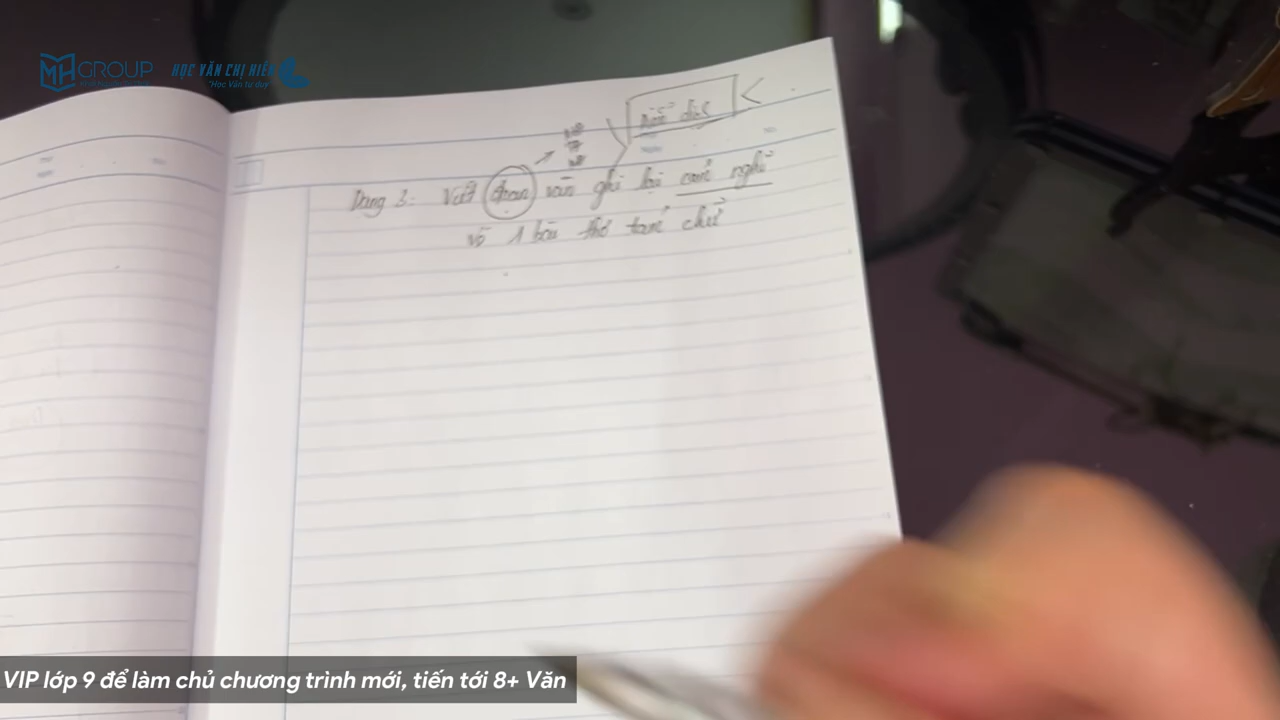 MH GROUP
HỌC VĂN CHỊ HIÊN
"Học Văn tư duy"
Dạng 3: Viết đoạn văn ghi lại cảm nghĩ
về 1 bài thơ tám chữ
VIP lớp 9 để làm chủ chương trình mới, tiến tới 8+ Văn